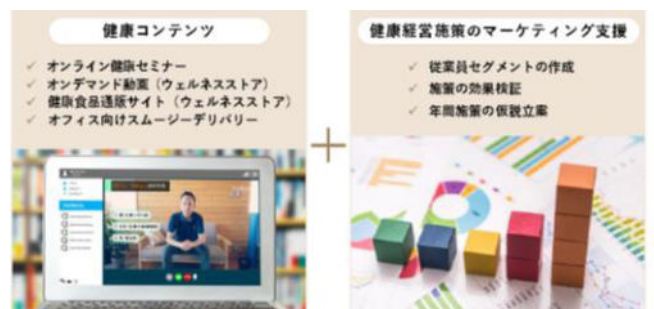 健康コンテンツ
✓ オンライン健康セミナー
✓ オンデマンド動画（ウェルネスストア）
✓ 健康食品通販サイト（ウェルネスストア）
✓ オフィス向けスムージーデリバリー
+
健康経営施策のマーケティング支援
✓ 従業員セグメントの作成
✓ 施策の効果検証
✓ 年間施策の仮説立案